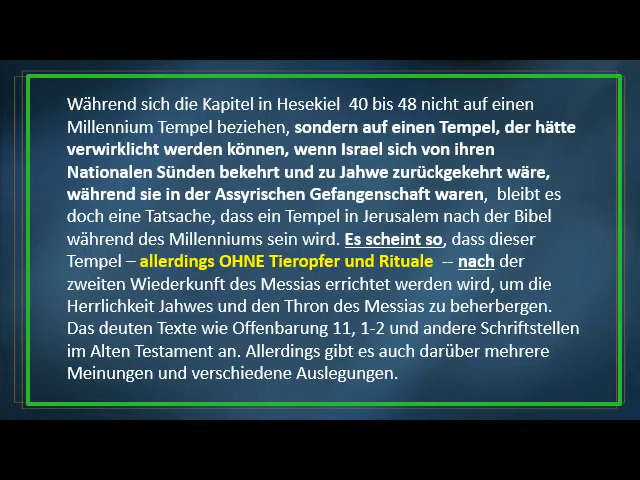 Während sich die Kapitel in Hesekiel  40 bis 48 nicht auf einen
Millennium Tempel beziehen, sondern auf einen Tempel, der hätte
verwirklicht werden können, wenn Israel sich von ihren
Nationalen Sünden bekehrt und zu Jahwe zurückgekehrt wäre,
während sie in der Assyrischen Gefangenschaft waren,  bleibt es
doch eine Tatsache, dass ein Tempel in Jerusalem nach der Bibel
während des Millenniums sein wird. Es scheint so, dass dieser
Tempel – allerdings OHNE Tieropfer und Rituale  -- nach der
zweiten Wiederkunft des Messias errichtet werden wird, um die
Herrlichkeit Jahwes und den Thron des Messias zu beherbergen.
Das deuten Texte wie Offenbarung 11, 1-2 und andere Schriftstellen
im Alten Testament an. Allerdings gibt es auch darüber mehrere
Meinungen und verschiedene Auslegungen.